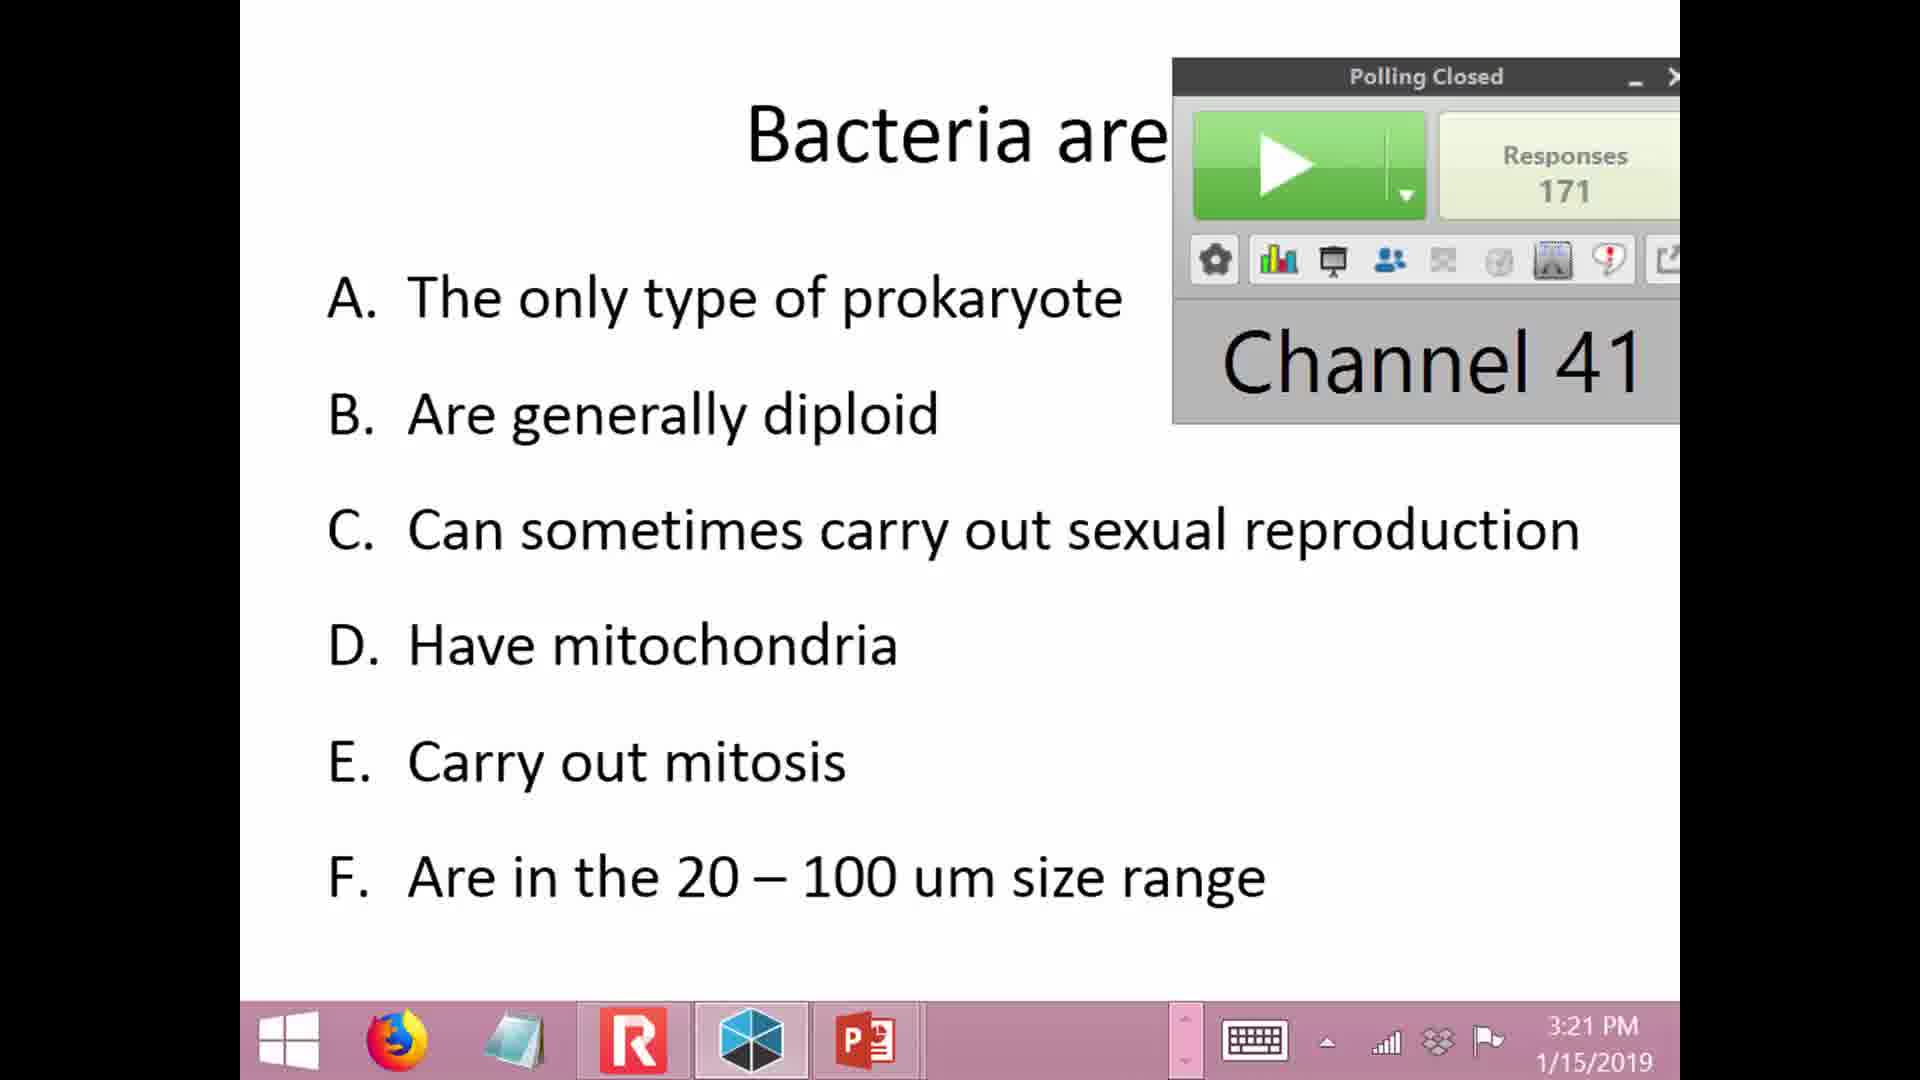 Bacteria are
Polling Closed
Responses
171
Channel 41
A. The only type of prokaryote
B. Are generally diploid
C. Can sometimes carry out sexual reproduction
D. Have mitochondria
E. Carry out mitosis
F. Are in the 20 – 100 um size range
3:21 PM
1/15/2019